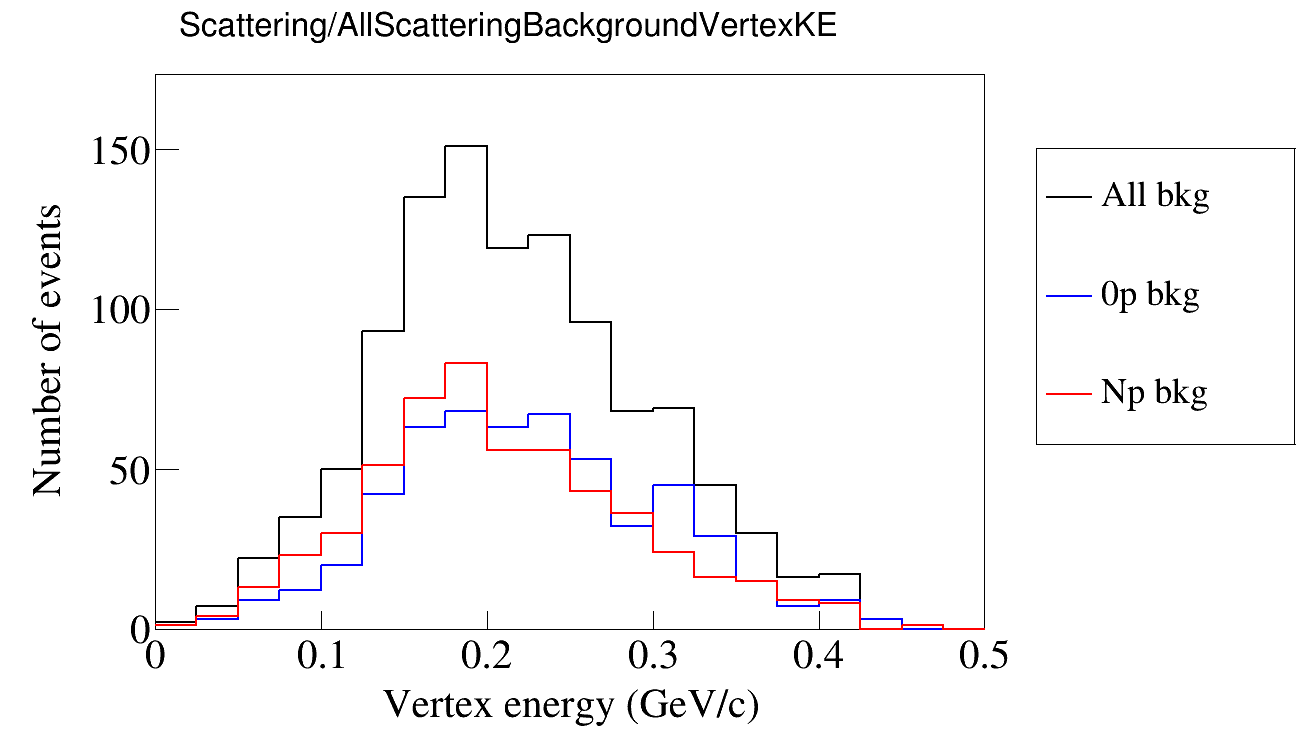 Scattering/AllScatteringBackgroundVertexKE
150
100
50
0
0 0.1 0.2 0.3 0.4 0.5
Number of events
Vertex energy (GeV/c)
All bkg
0p bkg
Np bkg